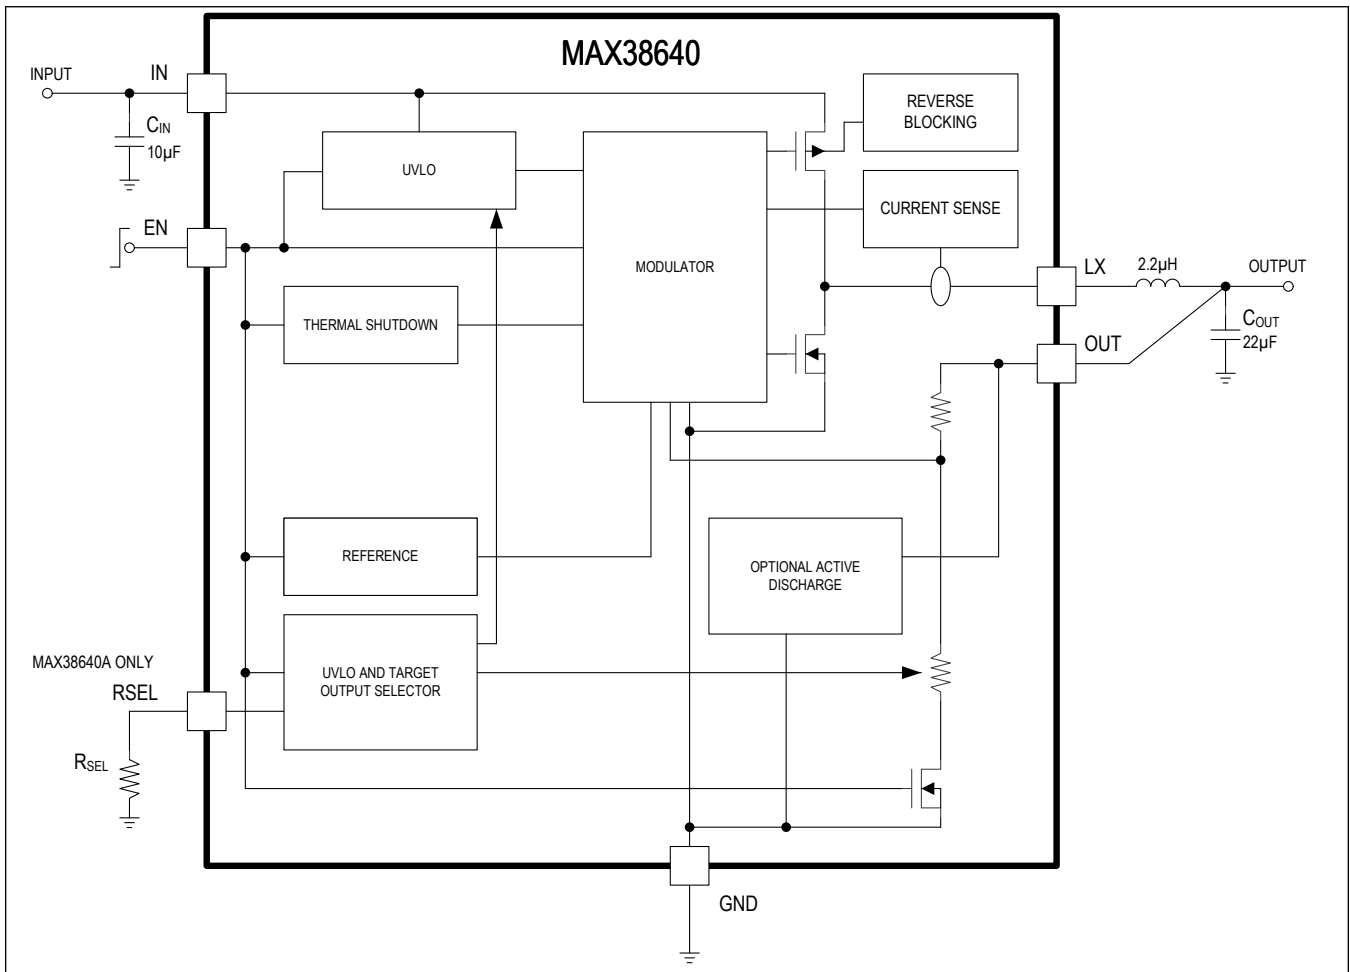 MAX38640
INPUT
IN
REVERSE
BLOCKING
CIN
10µF
UVLO
CURRENT SENSE
EN
MODULATOR
LX
2.2µH
OUTPUT
THERMAL SHUTDOWN
COUT
22µF
OUT
REFERENCE
OPTIONAL ACTIVE
DISCHARGE
MAX38640A ONLY
RSEL
UVLO AND TARGET
OUTPUT SELECTOR
RSEL
GND